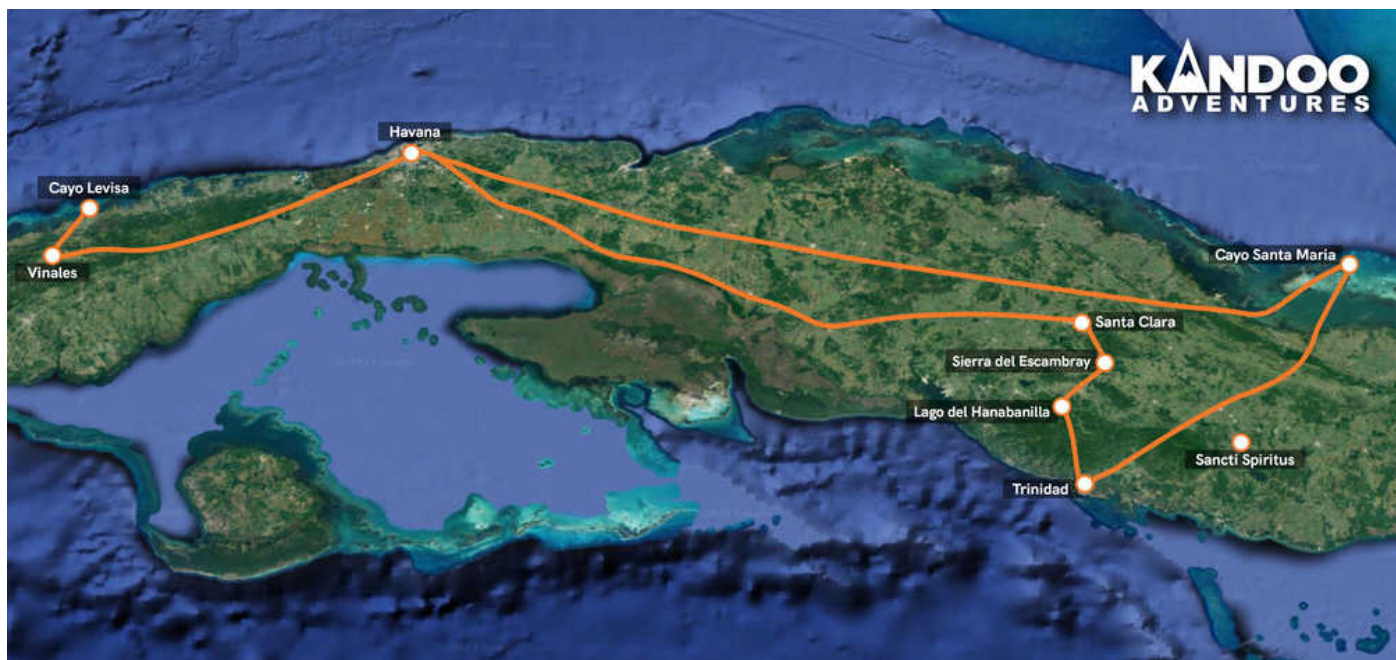 KANDOO
ADVENTURES
Havana
Cayo Levisa
Vinales
Cayo Santa Maria
Santa Clara
Sierra del Escambray
Lago del Hanabanilla
Sancti Spiritus
Trinidad